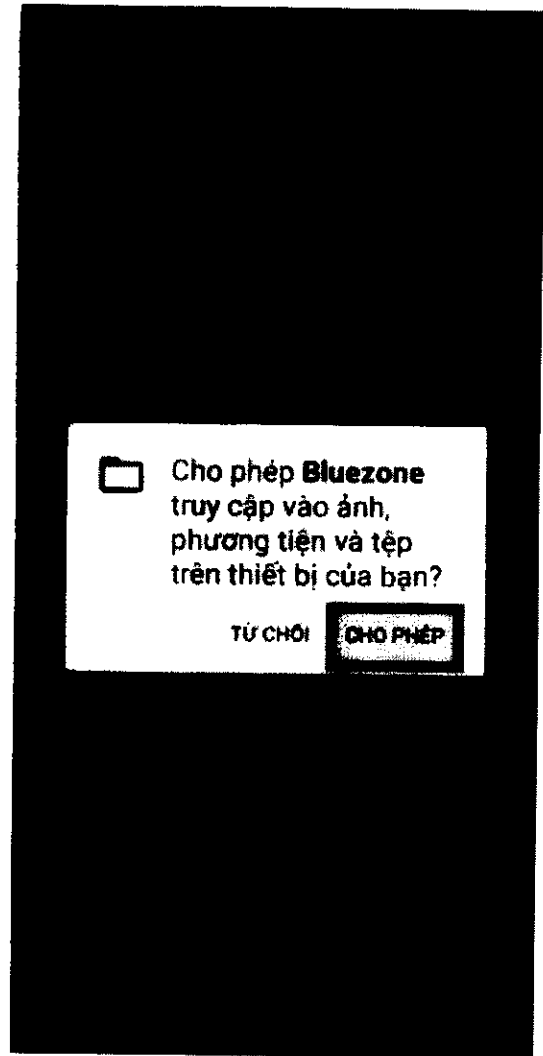 Cho phép Bluezone
truy cập vào ảnh,
phương tiện và tệp
trên thiết bị của bạn?
TỪ CHỐI CHO PHÉP